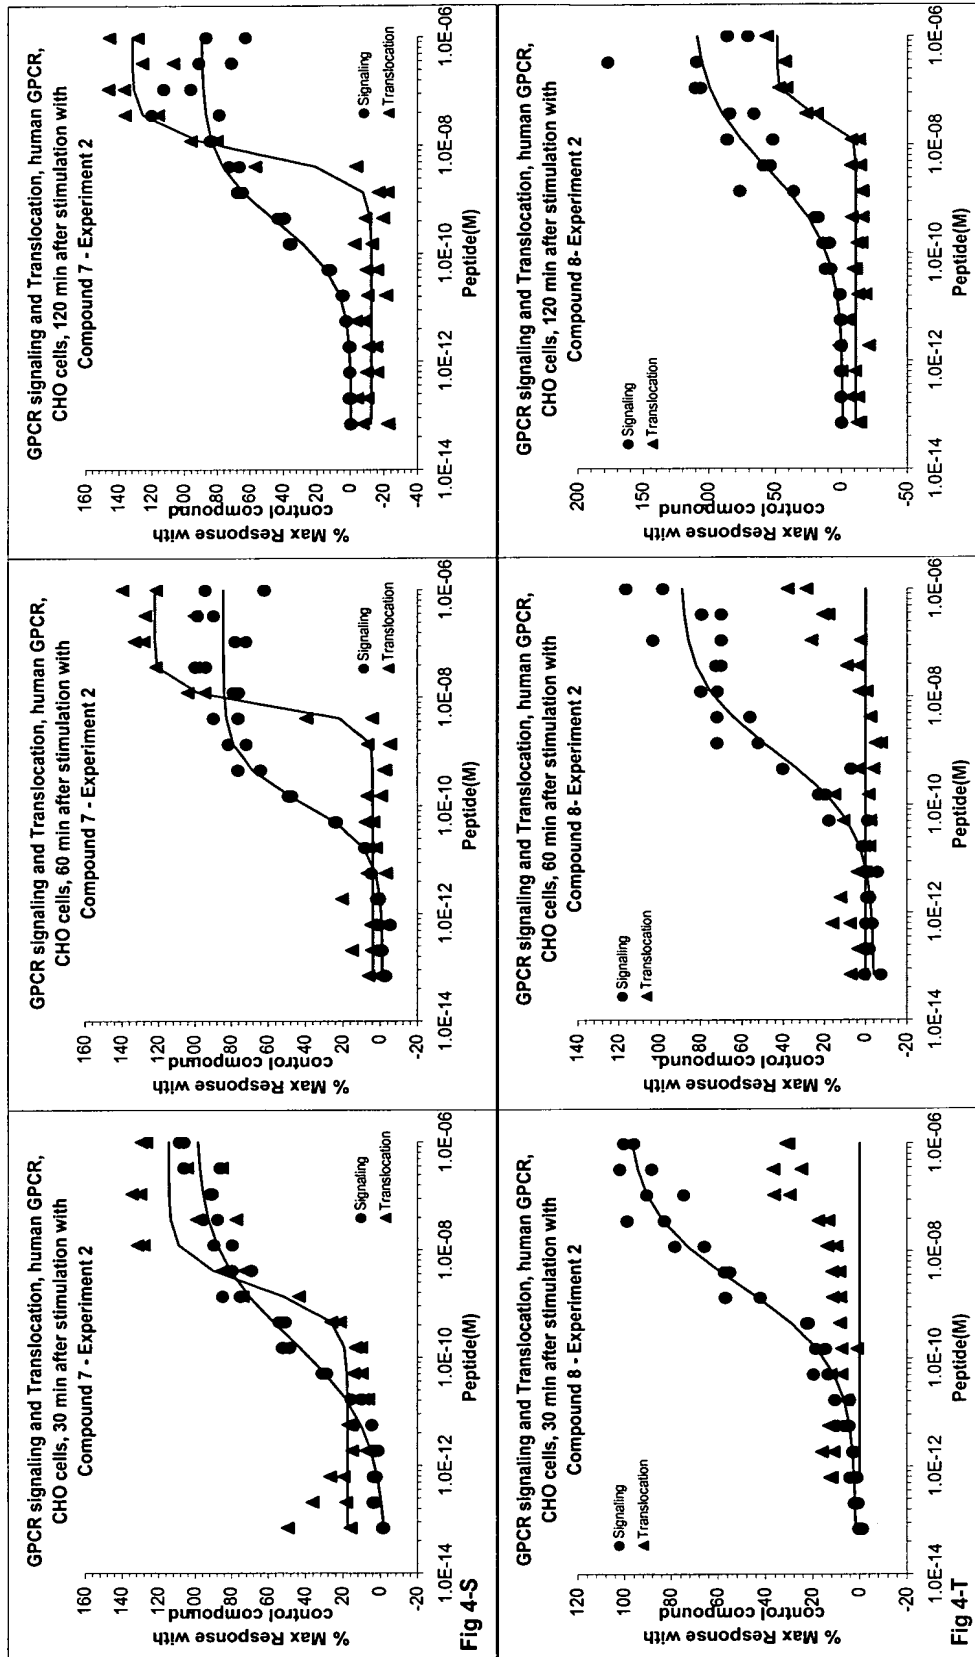 GPCR signaling and Translocation, human GPCR,
CHO cells, 30 min after stimulation with
Compound 7 - Experiment 2
% Max Response with
control compound
160
140
120
100
80
60
40
20
0
-20
1.0E-14
1.0E-12
1.0E-10
1.0E-08
1.0E-06
Peptide(M)
Signaling
Translocation
Fig 4-S
GPCR signaling and Translocation, human GPCR,
CHO cells, 60 min after stimulation with
Compound 7 - Experiment 2
% Max Response with
control compound
160
140
120
100
80
60
40
20
0
-20
1.0E-14
1.0E-12
1.0E-10
1.0E-08
1.0E-06
Peptide(M)
Signaling
Translocation
GPCR signaling and Translocation, human GPCR,
CHO cells, 120 min after stimulation with
Compound 7 - Experiment 2
% Max Response with
control compound
160
140
120
100
80
60
40
20
0
-20
1.0E-14
1.0E-12
1.0E-10
1.0E-08
1.0E-06
Peptide(M)
Signaling
Translocation
GPCR signaling and Translocation, human GPCR,
CHO cells, 30 min after stimulation with
Compound 8 - Experiment 2
% Max Response with
control compound
120
100
80
60
40
20
0
-20
1.0E-14
1.0E-12
1.0E-10
1.0E-08
1.0E-06
Peptide(M)
Signaling
Translocation
Fig 4-T
GPCR signaling and Translocation, human GPCR,
CHO cells, 60 min after stimulation with
Compound 8- Experiment 2
% Max Response with
control compound
140
120
100
80
60
40
20
0
-20
1.0E-14
1.0E-12
1.0E-10
1.0E-08
1.0E-06
Peptide(M)
Signaling
Translocation
GPCR signaling and Translocation, human GPCR,
CHO cells, 120 min after stimulation with
Compound 8- Experiment 2
% Max Response with
control compound
200
150
100
50
0
-50
1.0E-14
1.0E-12
1.0E-10
1.0E-08
1.0E-06
Peptide(M)
Signaling
Translocation